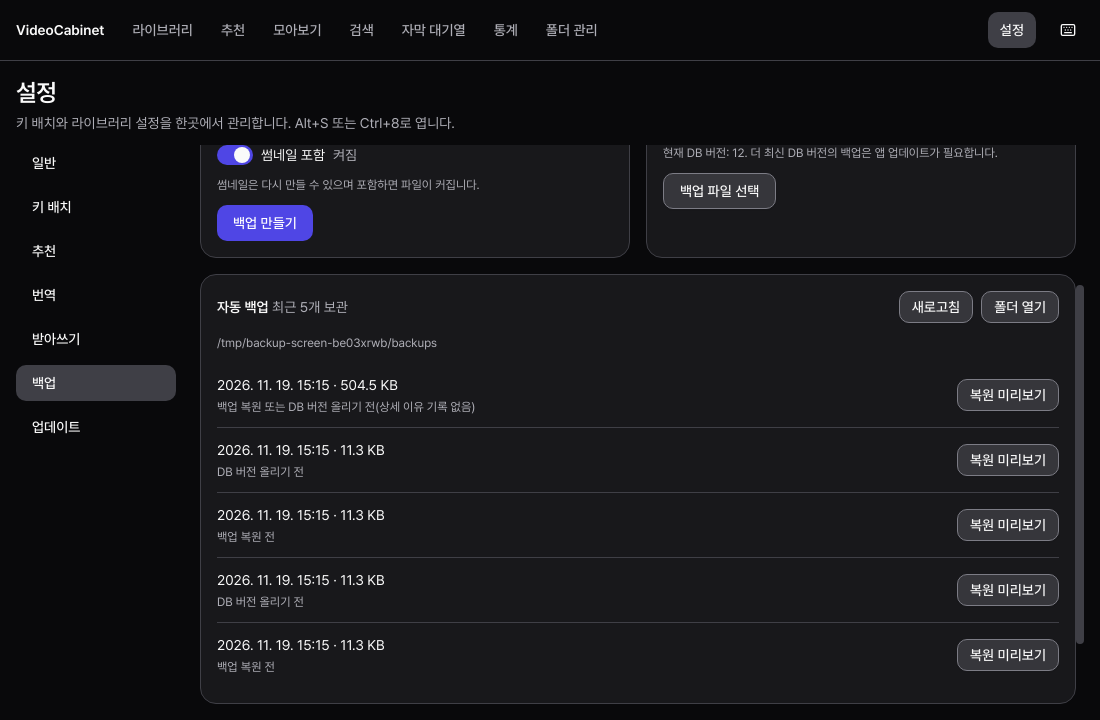 VideoCabinet 라이브러리 추천 모아보기 검색 자막 대기열 통계 폴더 관리 설정
설정
키 배치와 라이브러리 설정을 한곳에서 관리합니다. Alt+S 또는 Ctrl+8로 엽니다.
일반
키 배치
추천
번역
받아쓰기
백업
업데이트
썸네일 포함 켜짐
썸네일은 다시 만들 수 있으며 포함하면 파일이 커집니다.
백업 만들기
현재 DB 버전: 12. 더 최신 DB 버전의 백업은 앱 업데이트가 필요합니다.
백업 파일 선택
자동 백업 최근 5개 보관 새로고침 폴더 열기
/tmp/backup-screen-be03xrwb/backups
2026. 11. 19. 15:15 · 504.5 KB
백업 복원 또는 DB 버전 올리기 전(상세 이유 기록 없음)
복원 미리보기
2026. 11. 19. 15:15 · 11.3 KB
DB 버전 올리기 전
복원 미리보기
2026. 11. 19. 15:15 · 11.3 KB
백업 복원 전
복원 미리보기
2026. 11. 19. 15:15 · 11.3 KB
DB 버전 올리기 전
복원 미리보기
2026. 11. 19. 15:15 · 11.3 KB
백업 복원 전
복원 미리보기